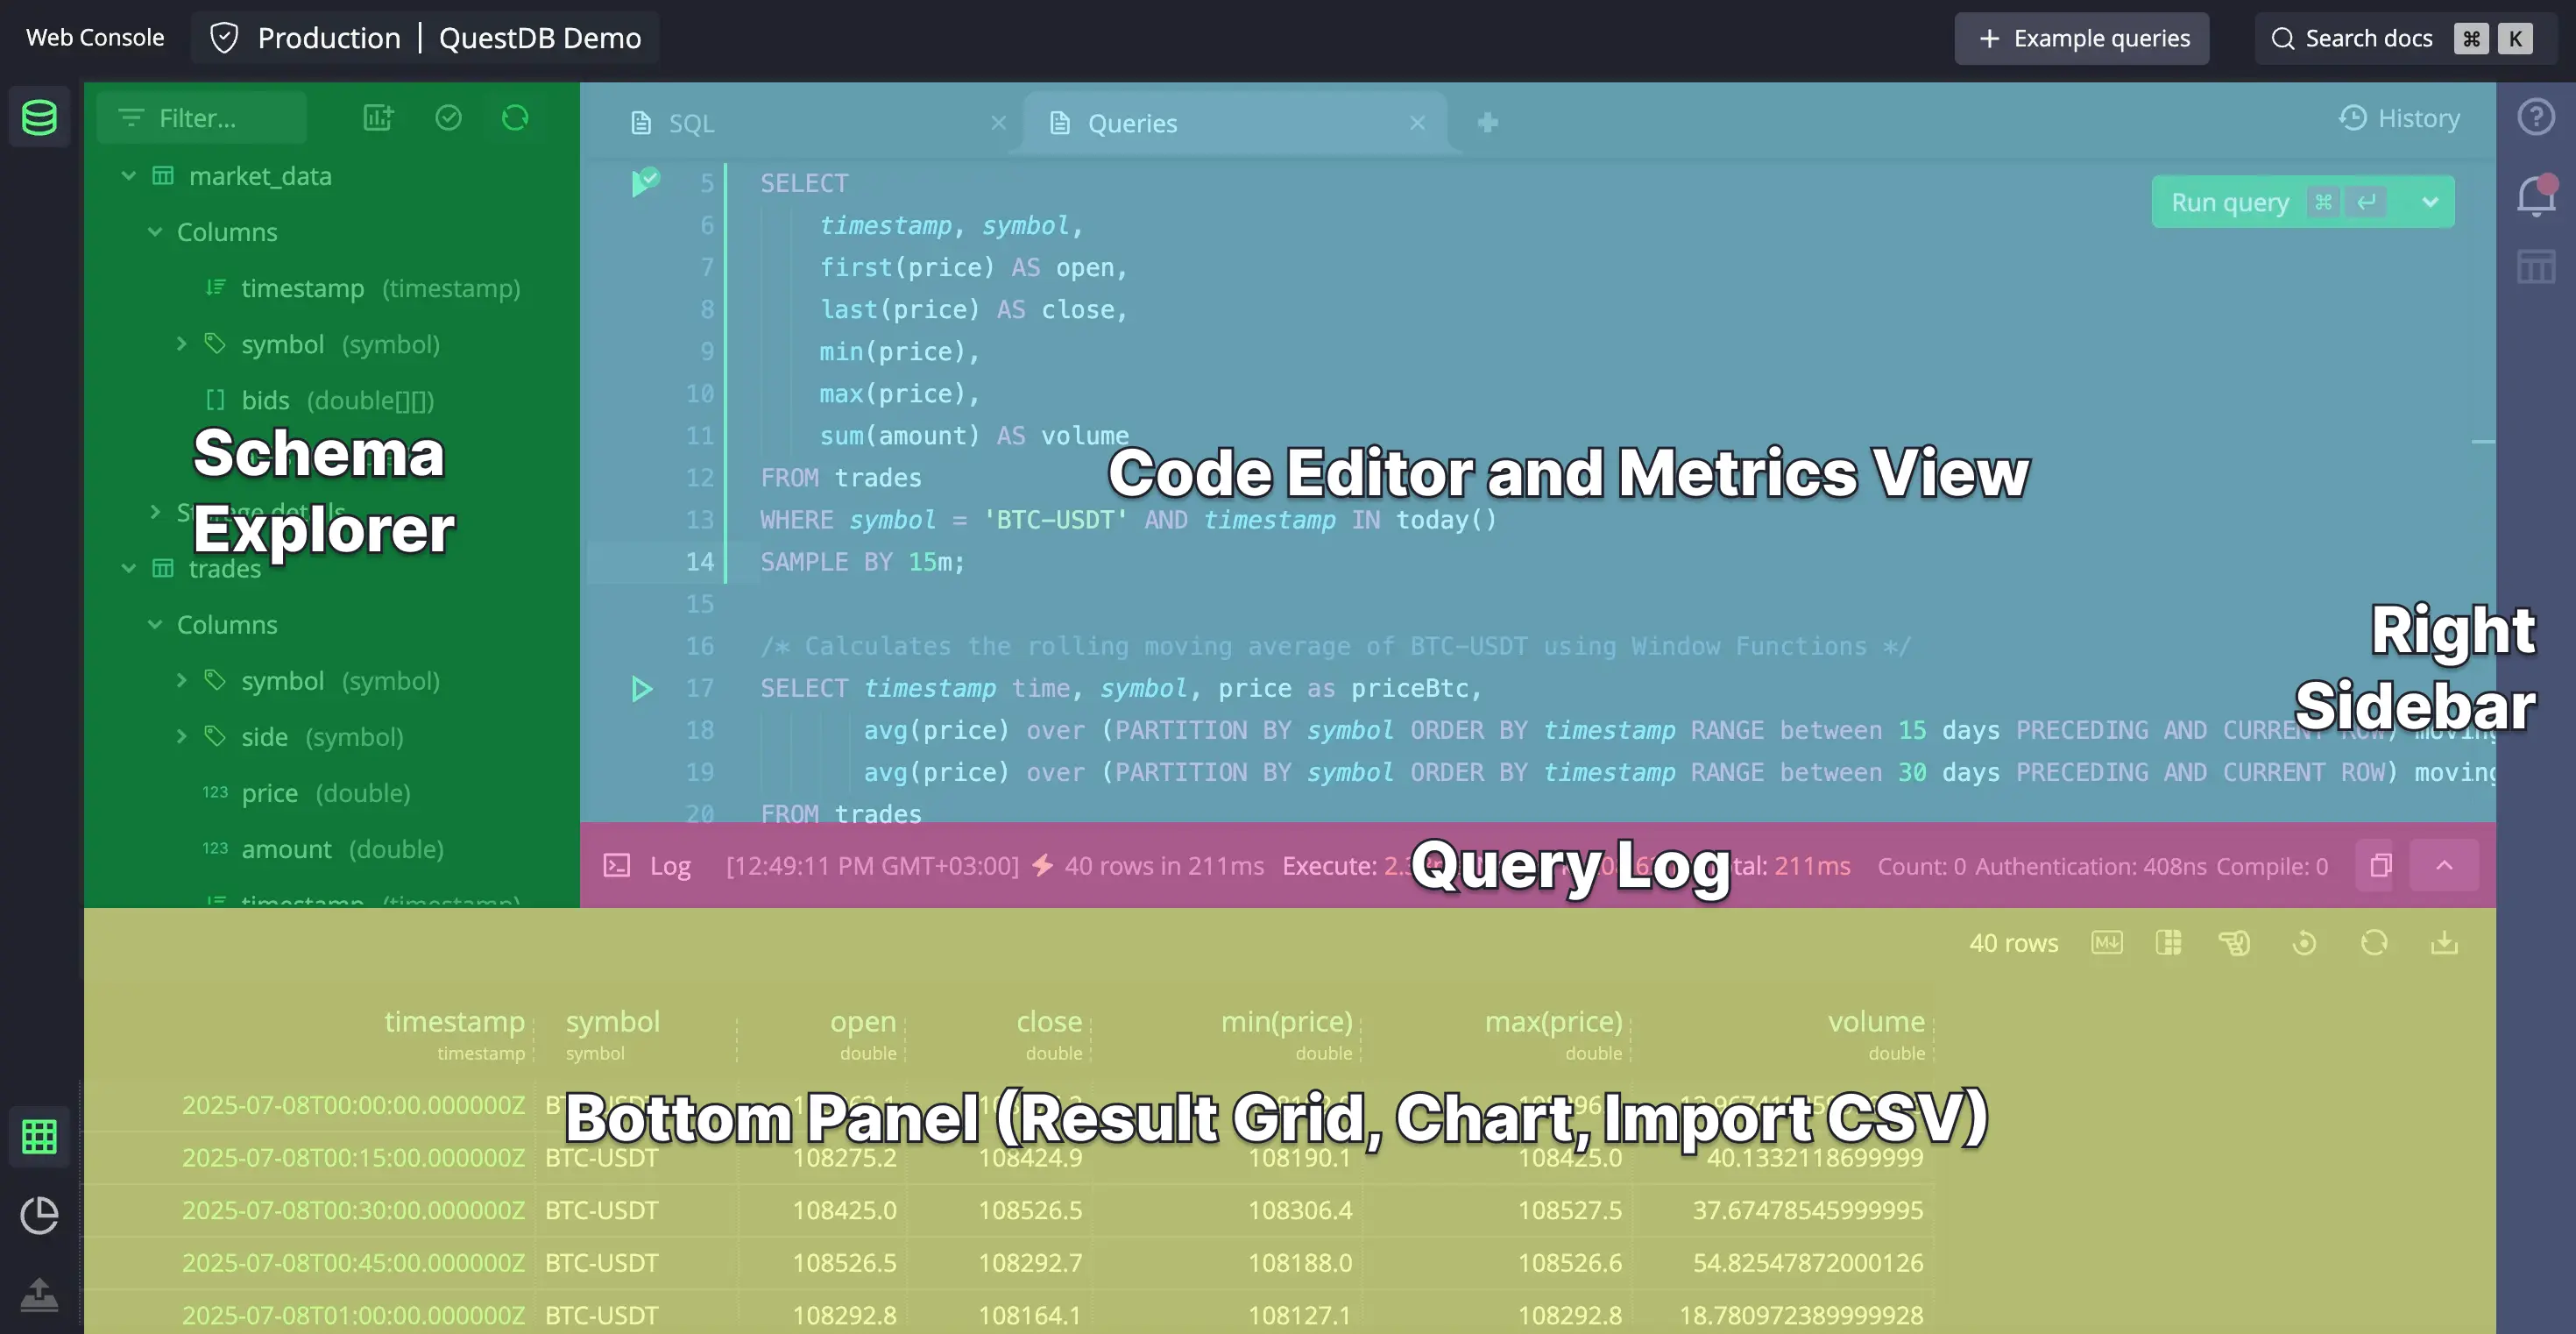 Web Console
Production | QuestDB Demo
Example queries
Search docs ⌘ K
Filter...
market_data
Columns
timestamp (timestamp)
symbol (symbol)
bids (double[][])
Schema
Explorer
trades
Columns
symbol (symbol)
side (symbol)
123 price (double)
123 amount (double)
timestamp (timestamp)
SQL
Queries
History
Run query ⌘
5 SELECT
6 timestamp, symbol,
7 first(price) AS open,
8 last(price) AS close,
9 min(price),
10 max(price),
11 sum(amount) AS volume
12 FROM trades
13 WHERE symbol = 'BTC-USDT' AND timestamp IN today()
14 SAMPLE BY 15m;
15
16 /* Calculates the rolling moving average of BTC-USDT using Window Functions */
17 SELECT timestamp time, symbol, price as priceBtc,
18 avg(price) over (PARTITION BY symbol ORDER BY timestamp RANGE between 15 days PRECEDING AND CURRENT
19 avg(price) over (PARTITION BY symbol ORDER BY timestamp RANGE between 30 days PRECEDING AND CURRENT ROW) moving
20 FROM trades
Code Editor and Metrics View
Right
Sidebar
Log [12:49:11 PM GMT+03:00] 40 rows in 211ms Execute: 211ms Count: 0 Authentication: 408ns Compile: 0
Query Log
40 rows
M↓
timestamp symbol open close min(price) max(price) volume
timestamp symbol double double double double double
2025-07-08T00:00:00.000000Z
Bottom Panel (Result Grid, Chart, Import CSV)
2025-07-08T00:15:00.000000Z BTC-USDT 108275.2 108424.9 108190.1 108425.0 40.1332118699999
2025-07-08T00:30:00.000000Z BTC-USDT 108425.0 108526.5 108306.4 108527.5 37.67478545999995
2025-07-08T00:45:00.000000Z BTC-USDT 108526.5 108292.7 108188.0 108526.6 54.82547872000126
2025-07-08T01:00:00.000000Z BTC-USDT 108292.8 108164.1 108127.1 108292.8 18.780972389999928